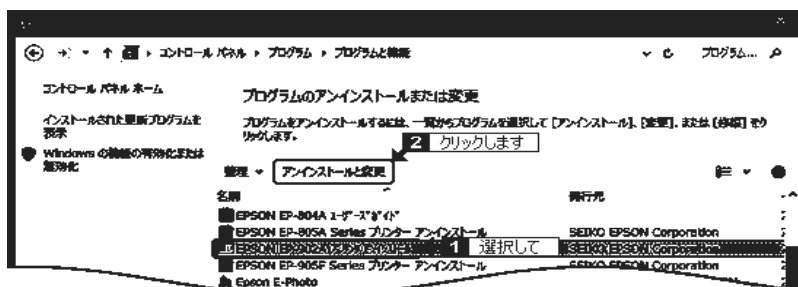 コントロール パネル ▸ プログラム ▸ プログラムと機能
プログラム...
コントロール パネル ホーム
プログラムのアンインストールまたは変更
インストールされた更新プログラムを
表示
プログラムをアンインストールするには、一覧からプログラムを選択して [アンインストール]、[変更]、または [修復] をク
リックします。
2 クリックします
Windows の機能の有効化または
無効化
整理 アンインストールと変更
名前 発行元
EPSON EP-804A ユーザーズガイド
EPSON EP-805A Series プリンター アンインストール SEIKO EPSON Corporation
1 選択して SEIKO EPSON Corporation
EPSON EP-905F Series プリンター アンインストール SEIKO EPSON Corporation
Epson E-Photo